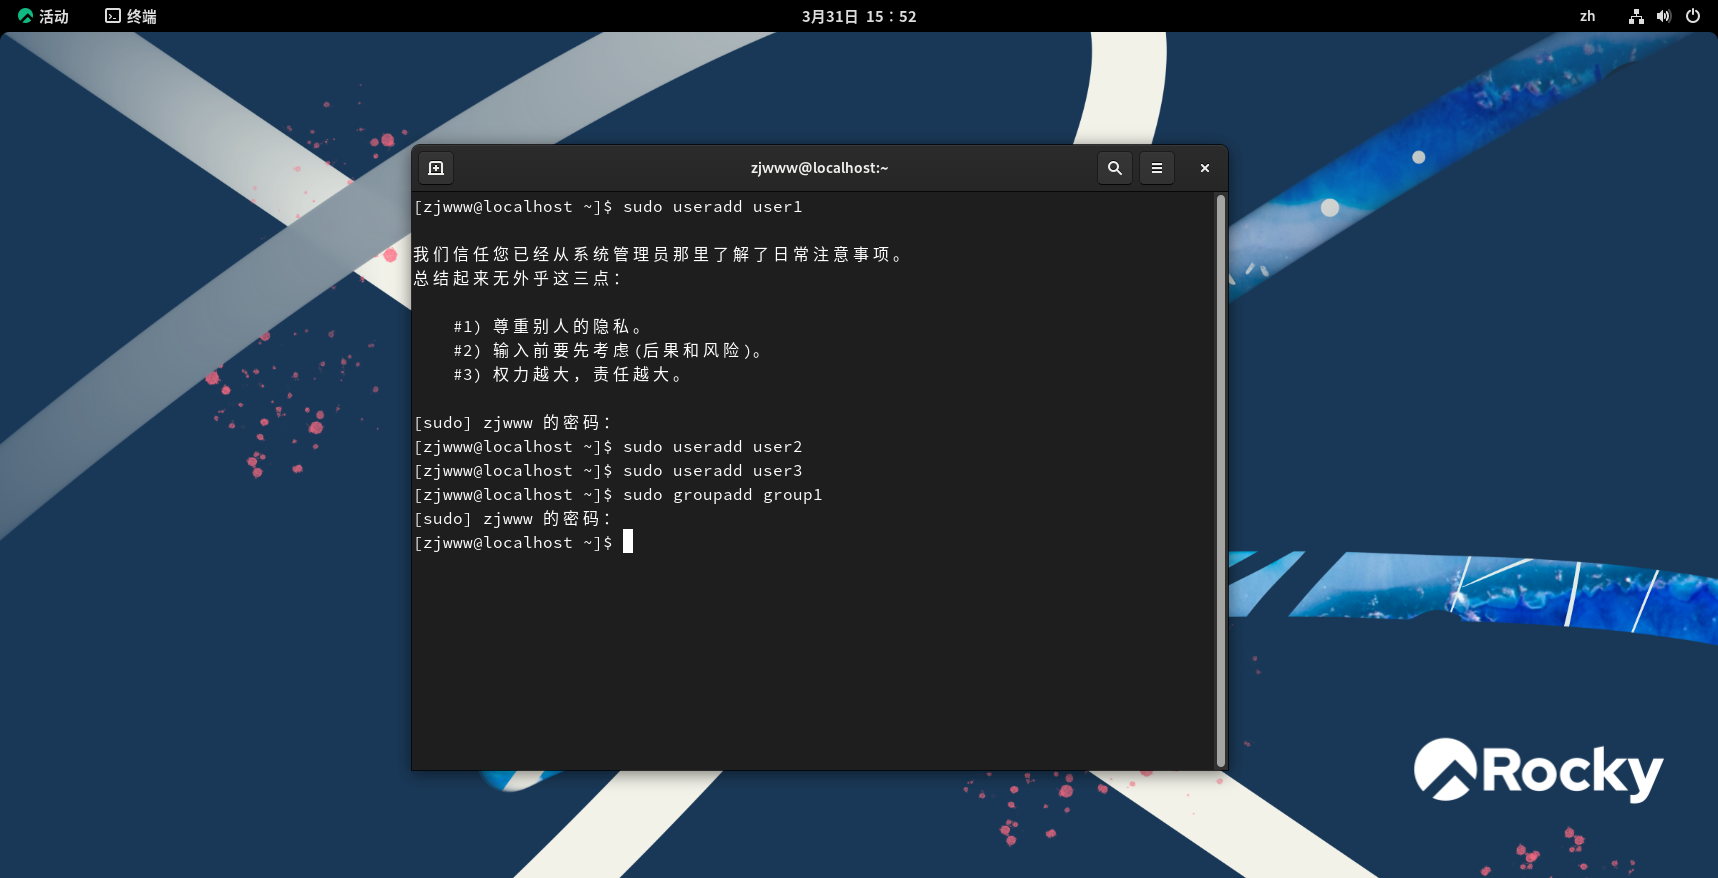 活动 终端 3月31日 15：52 zh
zjwww@localhost:~
[zjwww@localhost ~]$ sudo useradd user1
我们信任您已经从系统管理员那里了解了日常注意事项。
总结起来无外乎这三点：
#1) 尊重别人的隐私。
#2) 输入前要先考虑(后果和风险)。
#3) 权力越大，责任越大。
[sudo] zjwww 的密码：
[zjwww@localhost ~]$ sudo useradd user2
[zjwww@localhost ~]$ sudo useradd user3
[zjwww@localhost ~]$ sudo groupadd group1
[sudo] zjwww 的密码：
[zjwww@localhost ~]$
Rocky